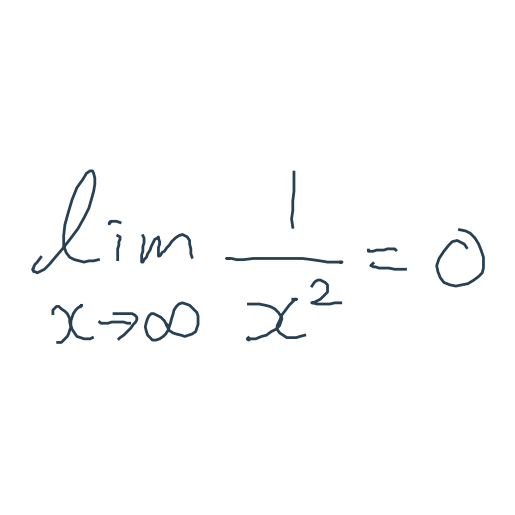 lim 1/x² = 0
x→∞